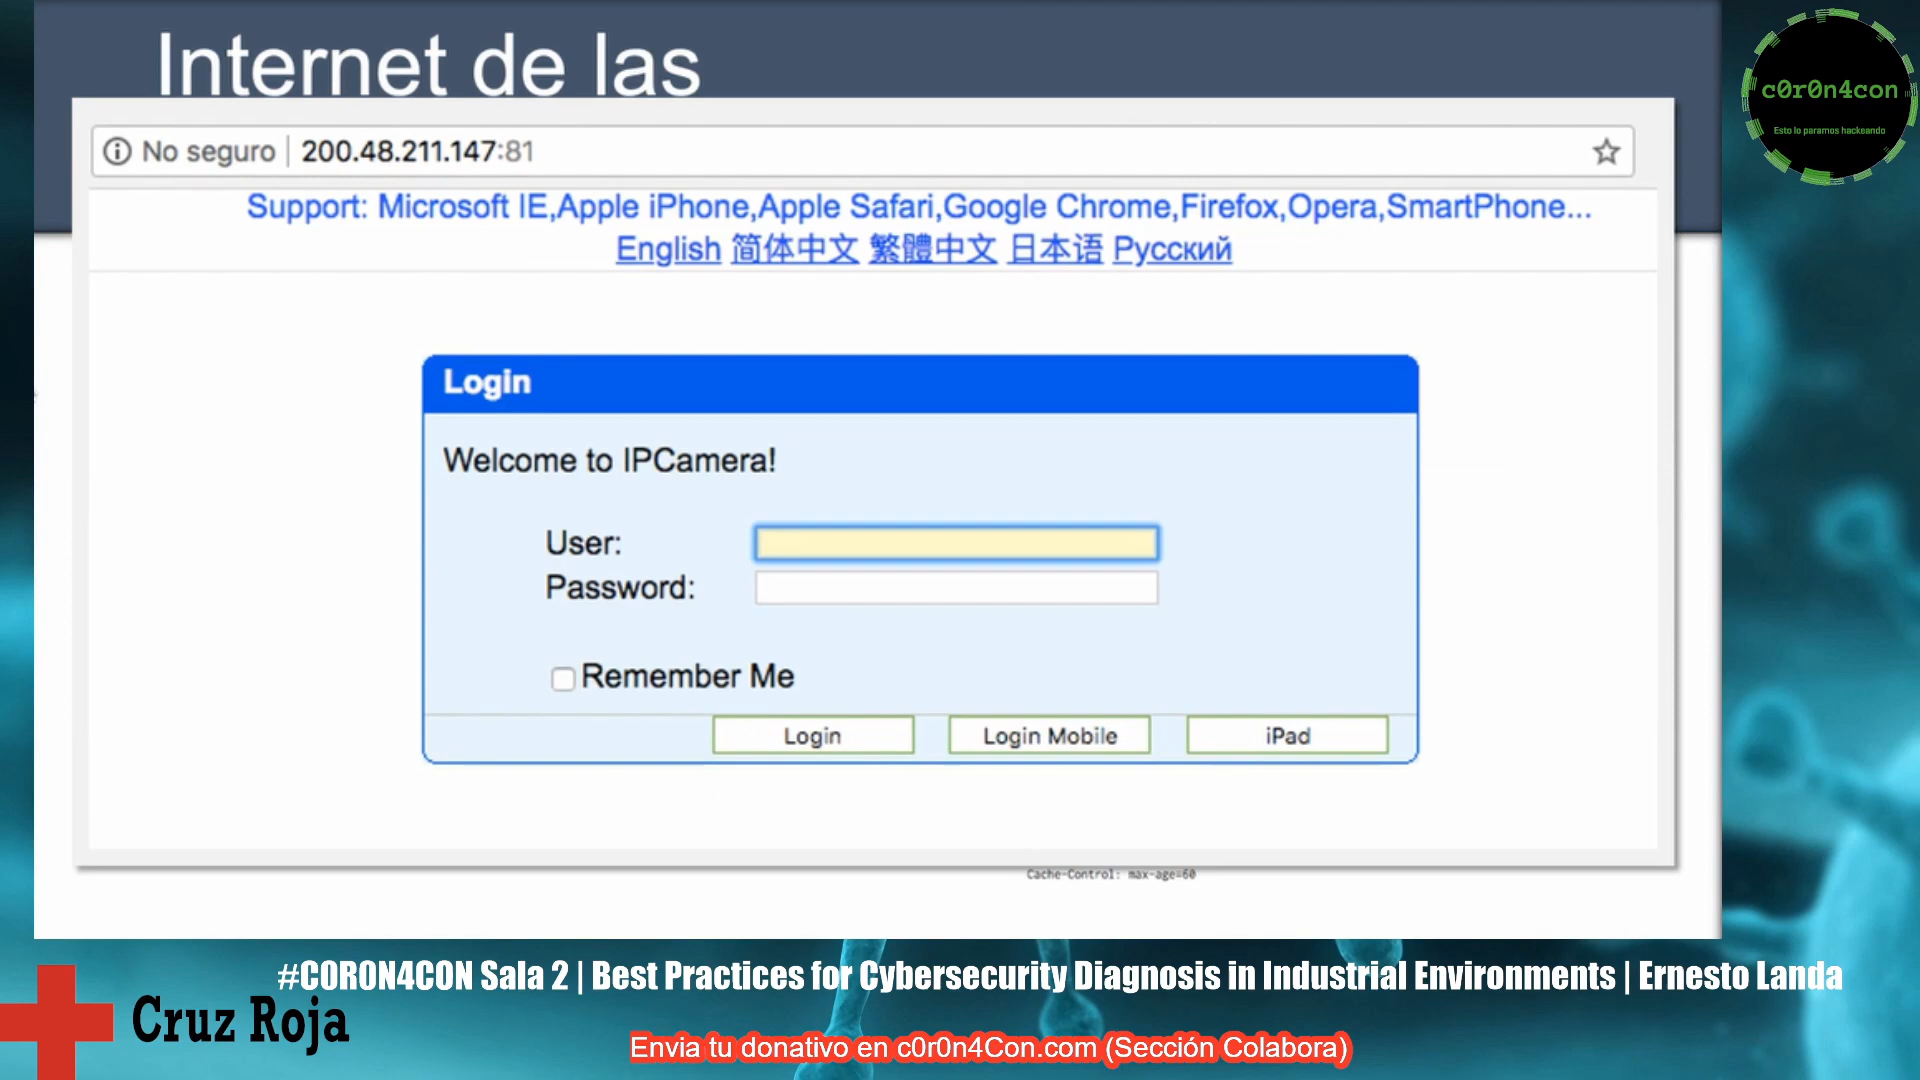 Internet de las
c0r0n4con
Esto lo paramos hackeando
No seguro | 200.48.211.147:81
Support: Microsoft IE,Apple iPhone,Apple Safari,Google Chrome,Firefox,Opera,SmartPhone...
English 简体中文 繁體中文 日本语 Русский
Login
Welcome to IPCamera!
User:
Password:
Remember Me
Login Login Mobile iPad
Cache-Control: max-age=60
#C0R0N4CON Sala 2 | Best Practices for Cybersecurity Diagnosis in Industrial Environments | Ernesto Landa
Cruz Roja
Envia tu donativo en c0r0n4Con.com (Sección Colabora)